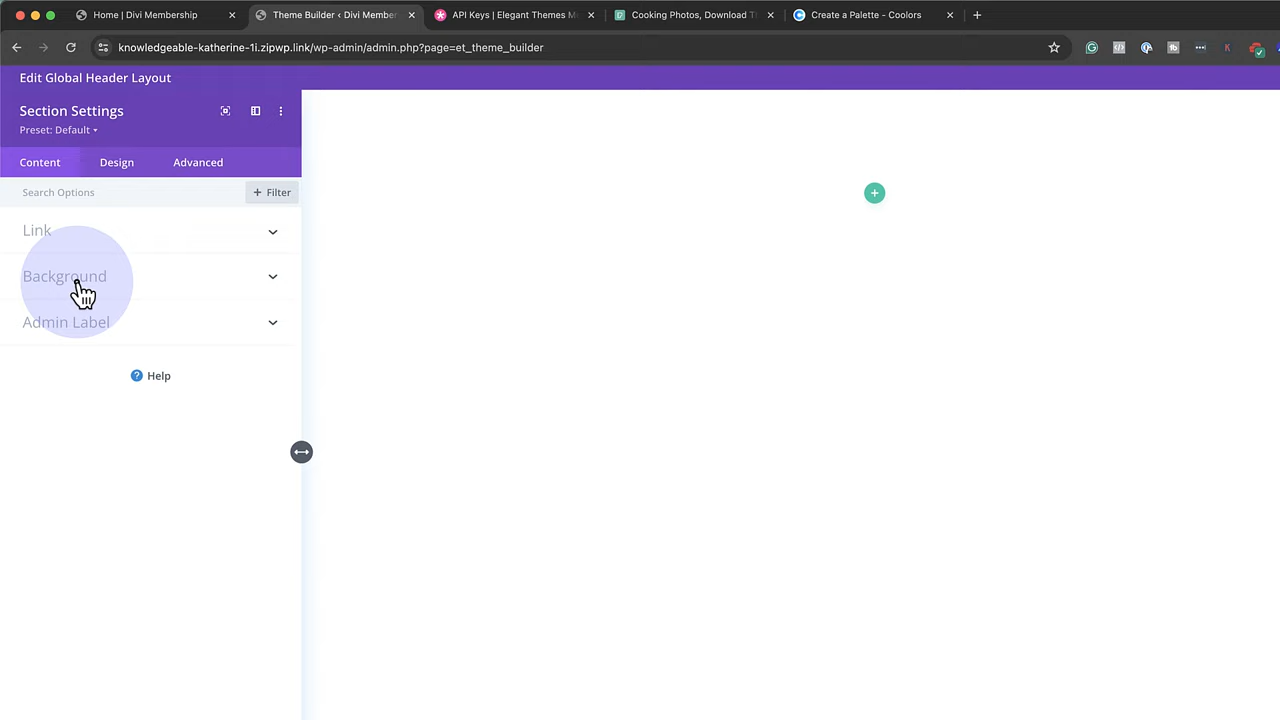 Home | Divi Membership
Theme Builder ‹ Divi Member
API Keys | Elegant Themes M
Cooking Photos, Download T
Create a Palette - Coolors
knowledgeable-katherine-1i.zipwp.link/wp-admin/admin.php?page=et_theme_builder
Edit Global Header Layout
Section Settings
Preset: Default
Content
Design
Advanced
Search Options
+ Filter
Link
Background
Admin Label
? Help